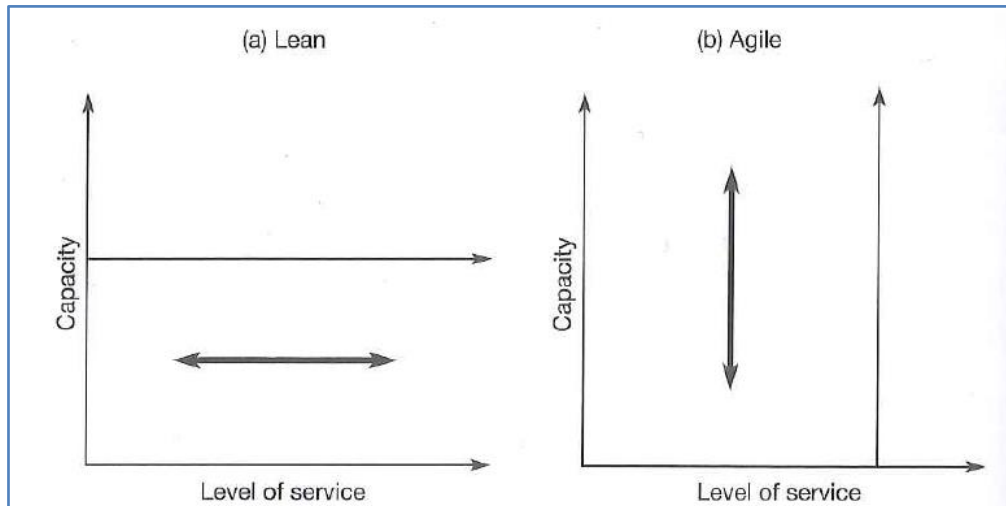 (a) Lean
(b) Agile
Capacity
Level of service
Capacity
Level of service